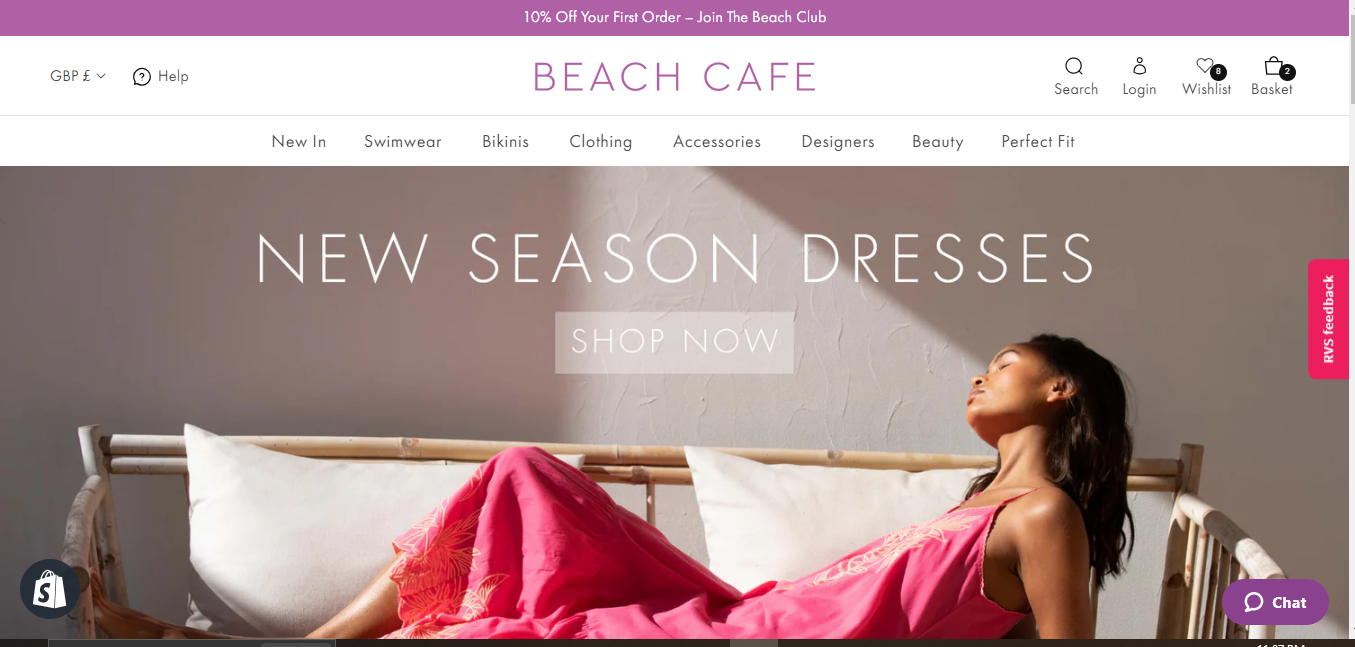 10% Off Your First Order – Join The Beach Club
GBP £
Help
BEACH CAFE
Search
Login
8
Wishlist
2
Basket
New In
Swimwear
Bikinis
Clothing
Accessories
Designers
Beauty
Perfect Fit
NEW SEASON DRESSES
SHOP NOW
RVS feedback
S
Chat